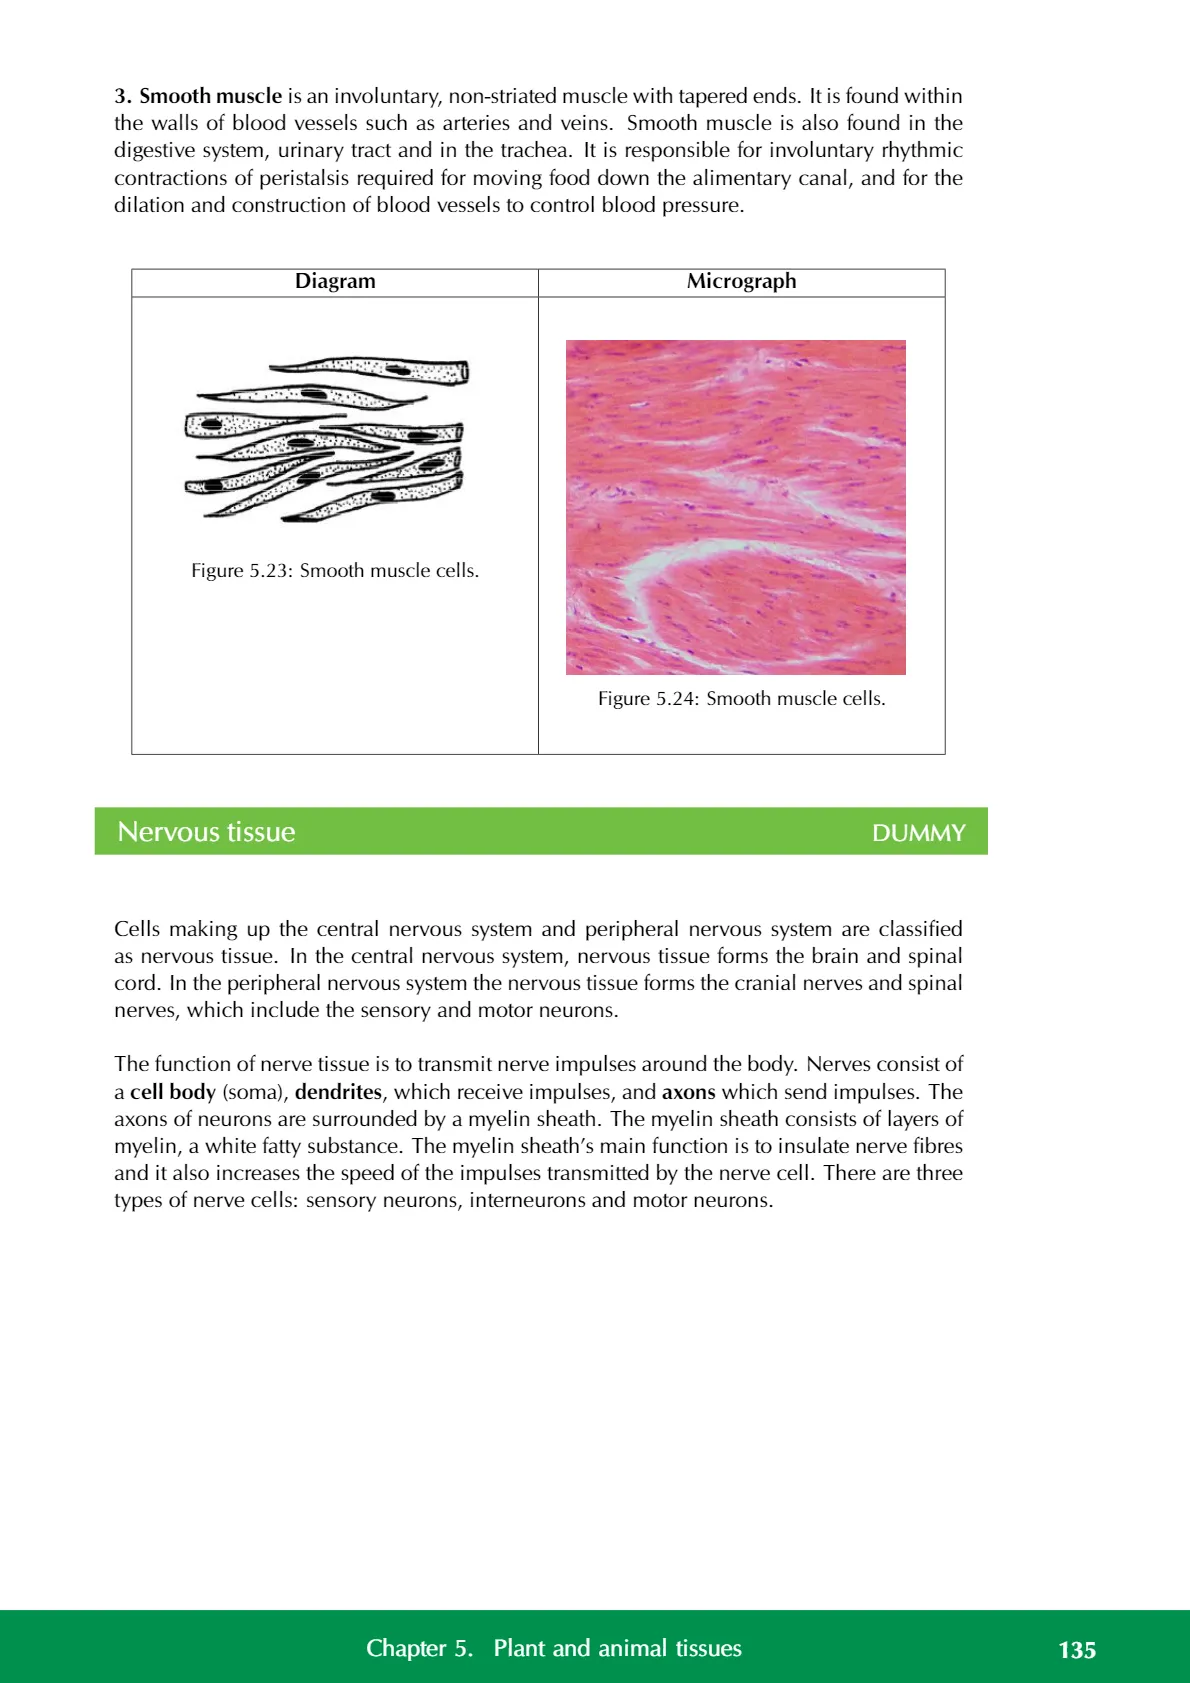 3. Smooth muscle is an involuntary, non-striated muscle with tapered ends. It is found within
the walls of blood vessels such as arteries and veins. Smooth muscle is also found in the
digestive system, urinary tract and in the trachea. It is responsible for involuntary rhythmic
contractions of peristalsis required for moving food down the alimentary canal, and for the
dilation and construction of blood vessels to control blood pressure.
Diagram
Micrograph
Figure 5.23: Smooth muscle cells.
Figure 5.24: Smooth muscle cells.
Nervous tissue
DUMMY
Cells making up the central nervous system and peripheral nervous system are classified
as nervous tissue. In the central nervous system, nervous tissue forms the brain and spinal
cord. In the peripheral nervous system the nervous tissue forms the cranial nerves and spinal
nerves, which include the sensory and motor neurons.
The function of nerve tissue is to transmit nerve impulses around the body. Nerves consist of
a cell body (soma), dendrites, which receive impulses, and axons which send impulses. The
axons of neurons are surrounded by a myelin sheath. The myelin sheath consists of layers of
myelin, a white fatty substance. The myelin sheath’s main function is to insulate nerve fibres
and it also increases the speed of the impulses transmitted by the nerve cell. There are three
types of nerve cells: sensory neurons, interneurons and motor neurons.
Chapter 5. Plant and animal tissues
135